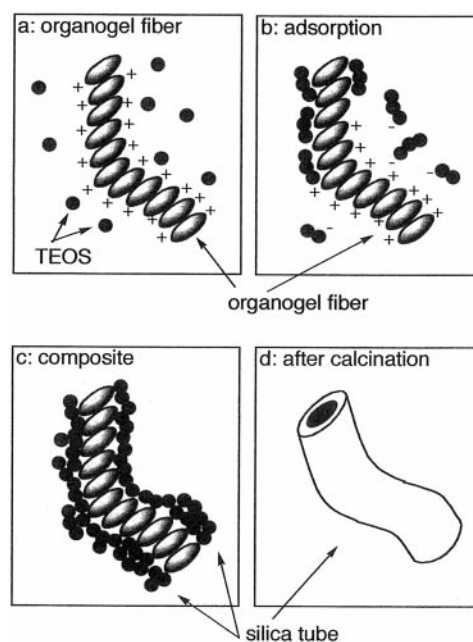 a: organogel fiber
b: adsorption
TEOS
organogel fiber
c: composite
d: after calcination
silica tube